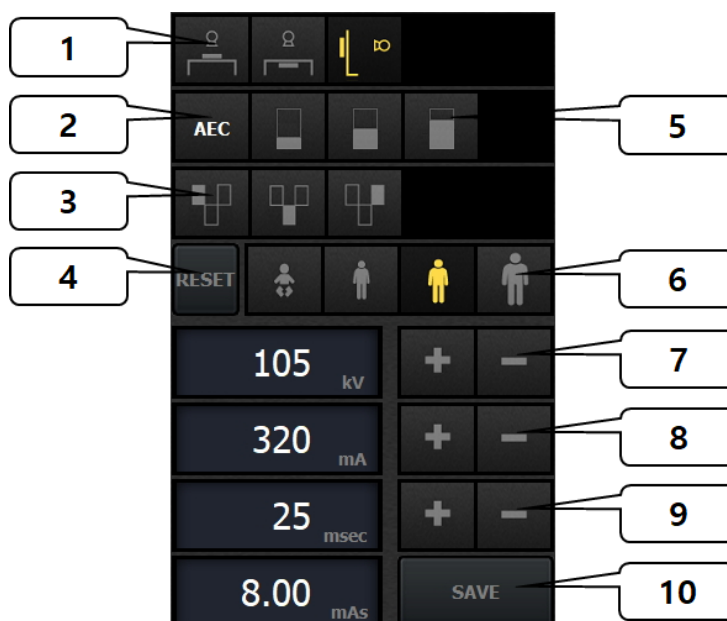 1
2 AEC 5
3
4 RESET 6
105 kV + − 7
320 mA + − 8
25 msec + − 9
8.00 mAs SAVE 10